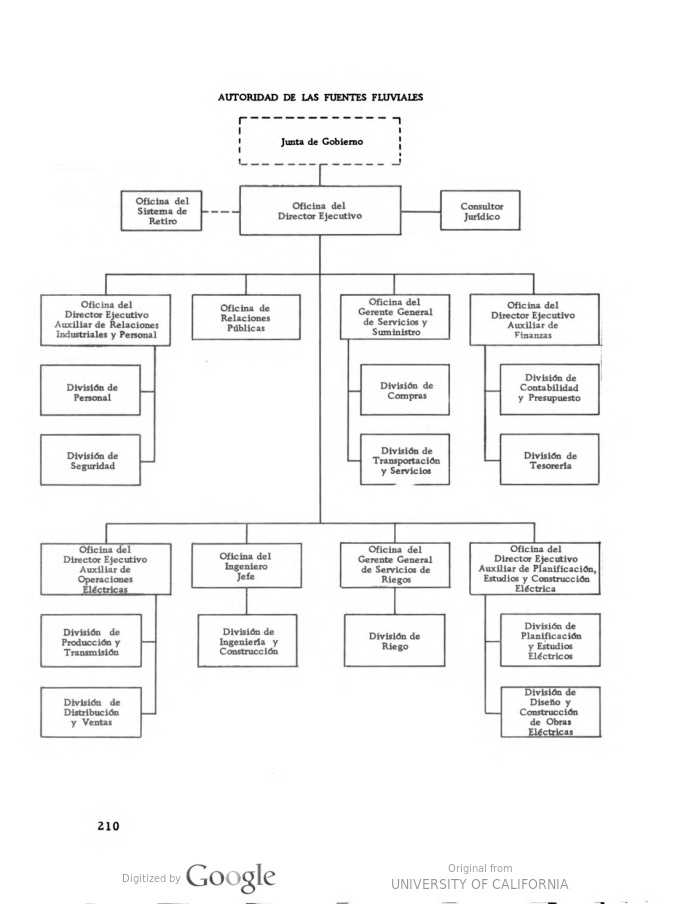 AUTORIDAD DE LAS FUENTES FLUVIALES
Junta de Gobierno
Oficina del
Sistema de
Retiro
Oficina del
Director Ejecutivo
Consultor
Jurídico
Oficina del
Director Ejecutivo
Auxiliar de Relaciones
Industriales y Personal
Oficina de
Relaciones
Públicas
Oficina del
Gerente General
de Servicios y
Suministro
Oficina del
Director Ejecutivo
Auxiliar de
Finanzas
División de
Personal
División de
Compras
División de
Contabilidad
y Presupuesto
División de
Seguridad
División de
Transportación
y Servicios
División de
Tesorería
Oficina del
Director Ejecutivo
Auxiliar de
Operaciones
Eléctricas
Oficina del
Ingeniero
Jefe
Oficina del
Gerente General
de Servicios de
Riegos
Oficina del
Director Ejecutivo
Auxiliar de Planificación,
Estudios y Construcción
Eléctrica
División de
Producción y
Transmisión
División de
Ingeniería y
Construcción
División de
Riego
División de
Planificación
y Estudios
Eléctricos
División de
Distribución
y Ventas
División de
Diseño y
Construcción
de Obras
Eléctricas
210
Digitized by Google
Original from
UNIVERSITY OF CALIFORNIA